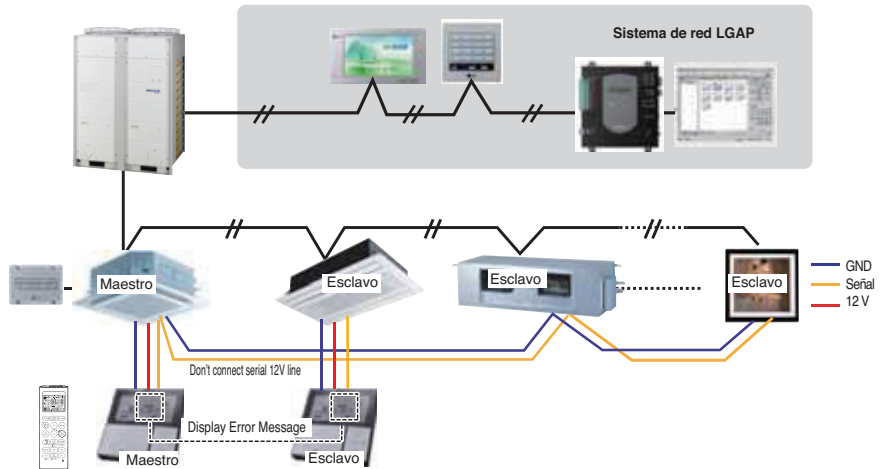 Sistema de red LGAP
Maestro
Esclavo
Esclavo
Esclavo
GND
Señal
12 V
Don't connect serial 12V line
Display Error Message
Maestro
Esclavo